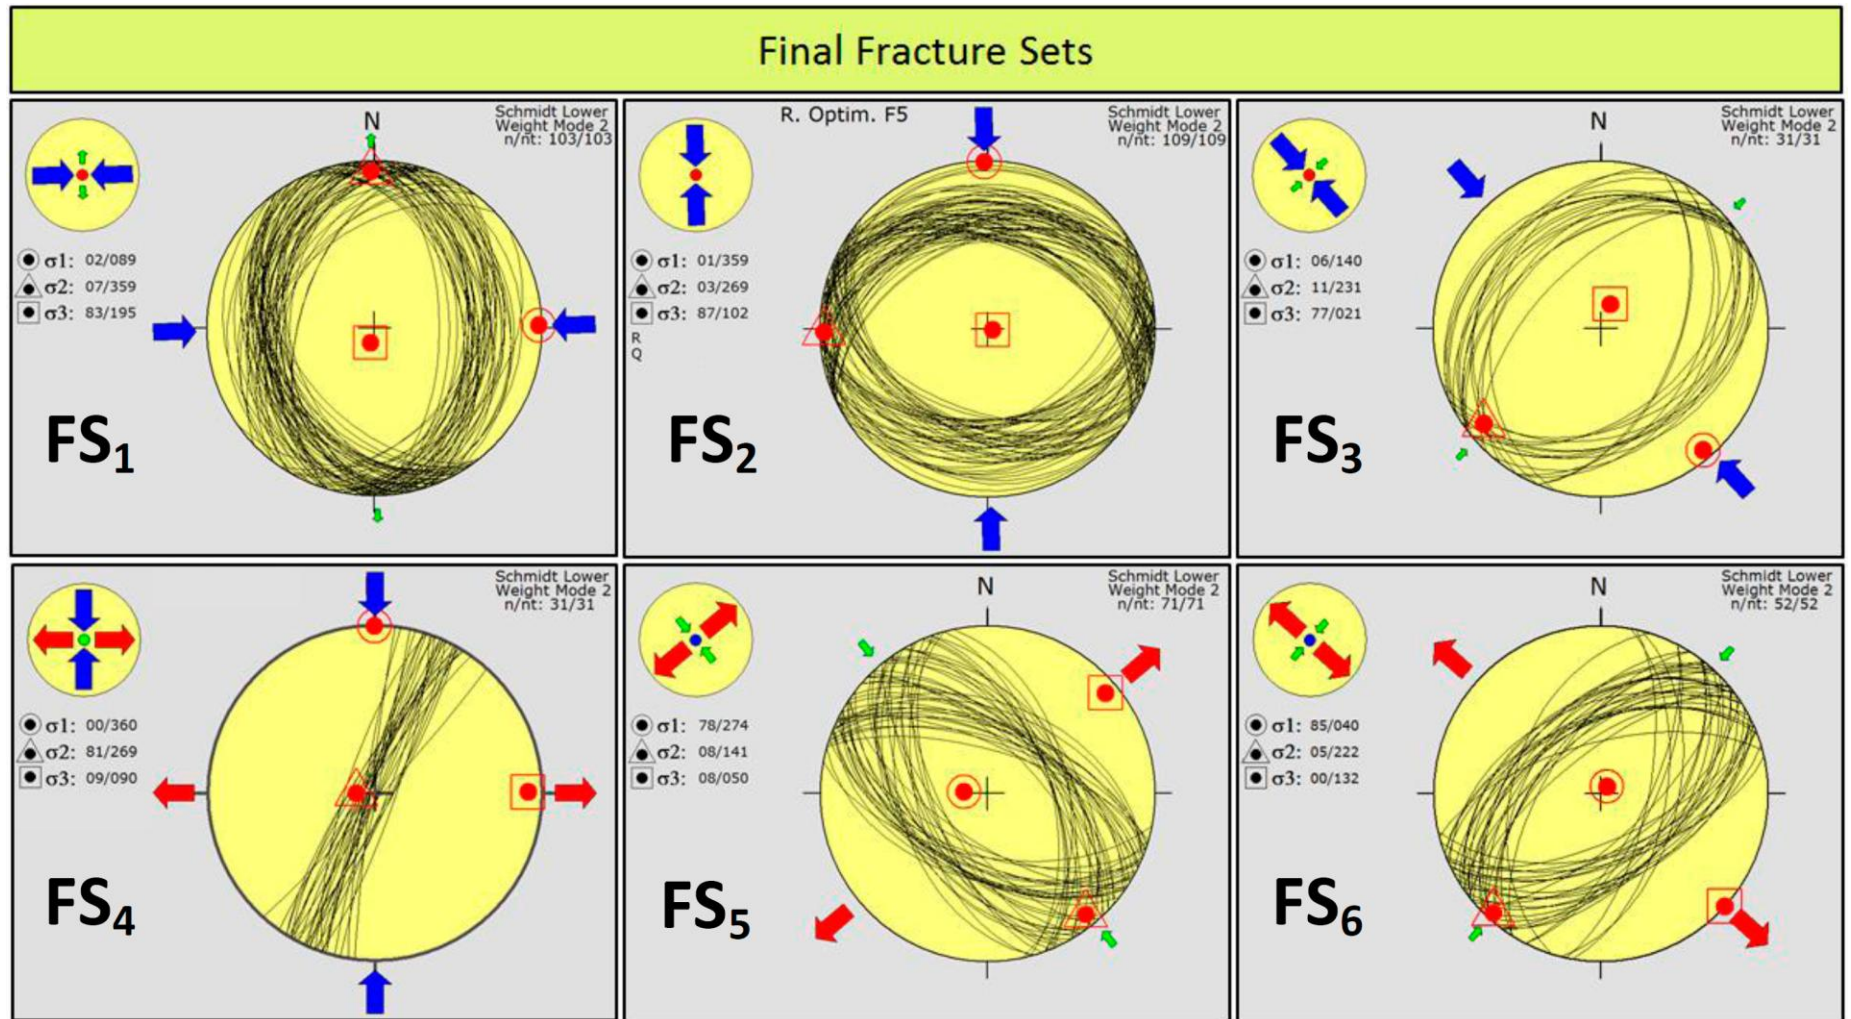 Final Fracture Sets
N
Schmidt Lower
Weight Mode 2
n/nt: 103/103
σ1: 02/089
σ2: 07/359
σ3: 83/195
FS1
R. Optim. F5
Schmidt Lower
Weight Mode 2
n/nt: 109/109
σ1: 01/359
σ2: 03/269
σ3: 87/102
R
Q
FS2
N
Schmidt Lower
Weight Mode 2
n/nt: 31/31
σ1: 06/140
σ2: 11/231
σ3: 77/021
FS3
Schmidt Lower
Weight Mode 2
n/nt: 31/31
σ1: 00/360
σ2: 81/269
σ3: 09/090
FS4
N
Schmidt Lower
Weight Mode 2
n/nt: 71/71
σ1: 78/274
σ2: 08/141
σ3: 08/050
FS5
N
Schmidt Lower
Weight Mode 2
n/nt: 52/52
σ1: 85/040
σ2: 05/222
σ3: 00/132
FS6